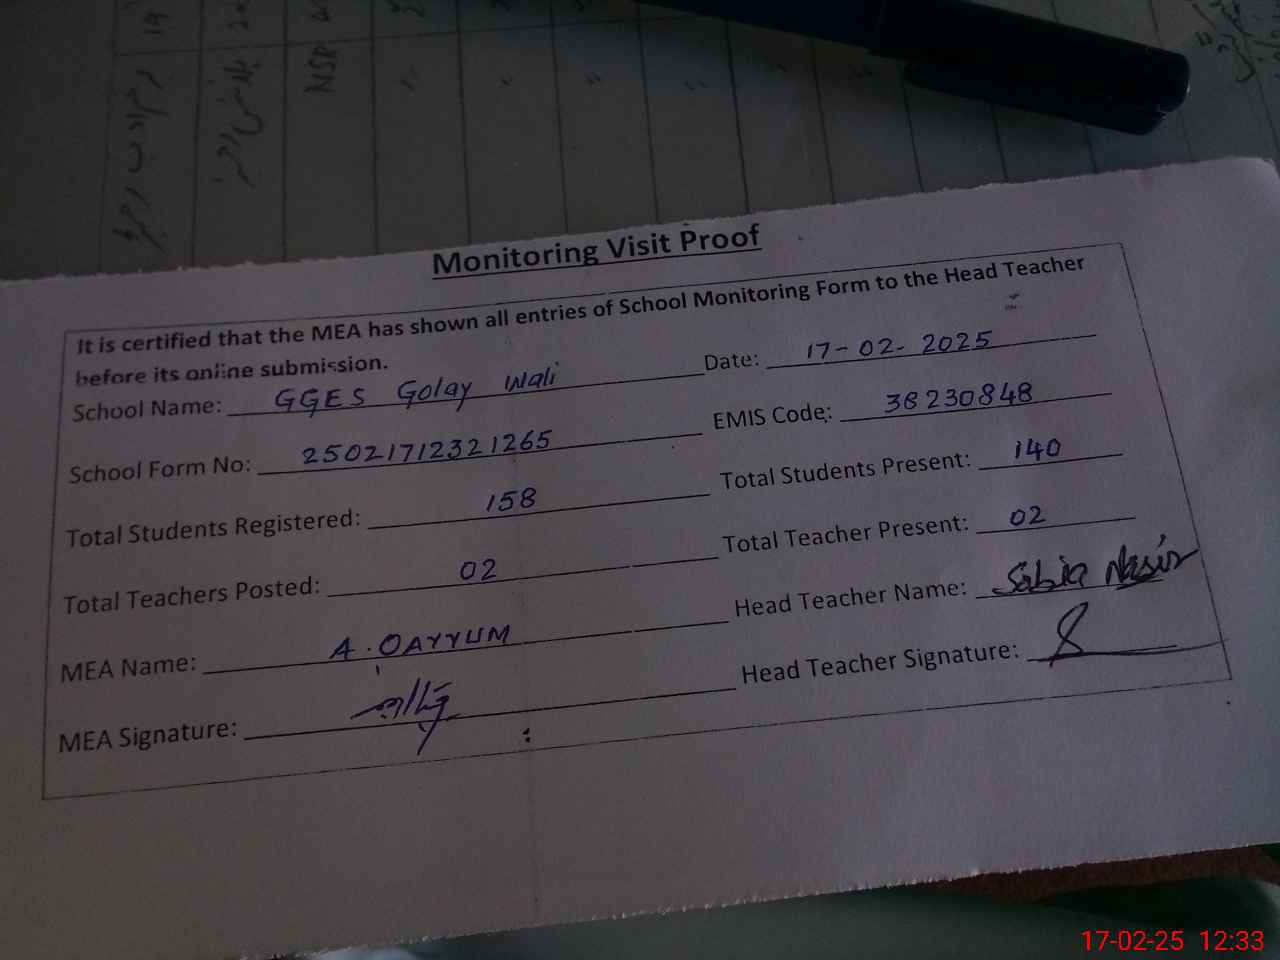 NSP
Monitoring Visit Proof
It is certified that the MEA has shown all entries of School Monitoring Form to the Head Teacher
before its online submission.
School Name: GGES Golay Wali Date: 17-02-2025
School Form No: 25021712321265 EMIS Code: 38230848
Total Students Registered: 158 Total Students Present: 140
Total Teachers Posted: 02 Total Teacher Present: 02
MEA Name: A. QAYYUM Head Teacher Name: Sabia Nasir
MEA Signature: Head Teacher Signature:
17-02-25 12:33